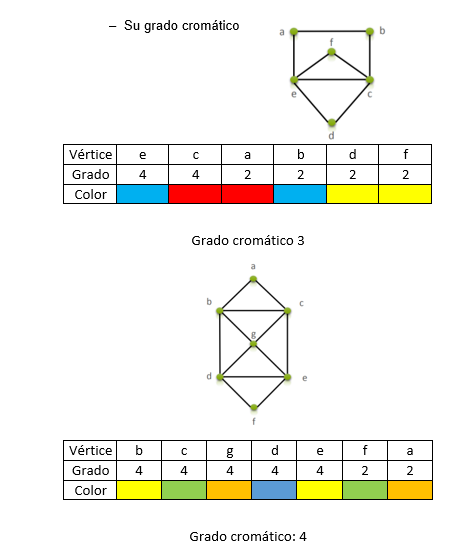 – Su grado cromático
a b
f
e c
d
Vértice e c a b d f
Grado 4 4 2 2 2 2
Color
Grado cromático 3
a
b c
g
d e
f
Vértice b c g d e f a
Grado 4 4 4 4 4 2 2
Color
Grado cromático: 4